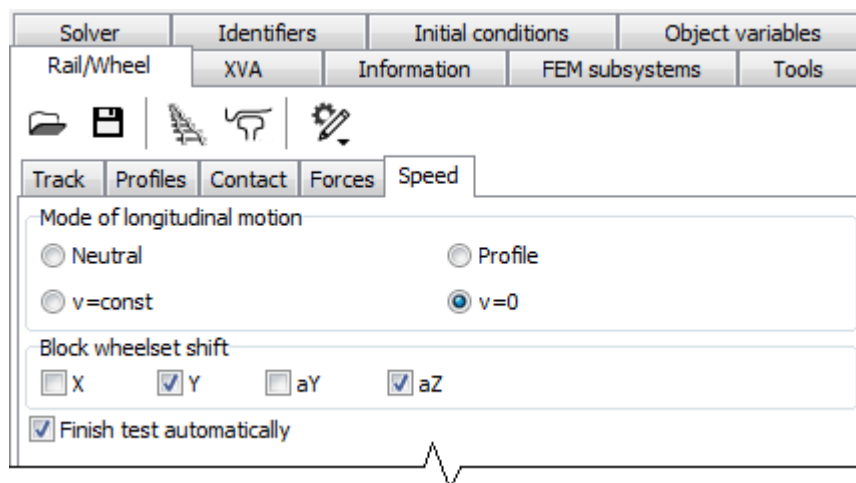 Solver Identifiers Initial conditions Object variables
Rail/Wheel XVA Information FEM subsystems Tools
Track Profiles Contact Forces Speed
Mode of longitudinal motion
Neutral Profile
v=const v=0
Block wheelset shift
X Y aY aZ
Finish test automatically